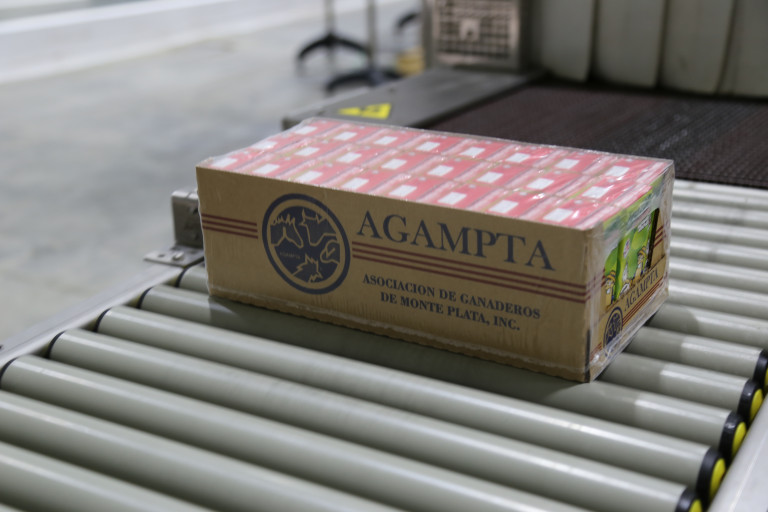 AGAMPTA
ASOCIACION DE GANADEROS
DE MONTE PLATA, INC.
AGAMPTA